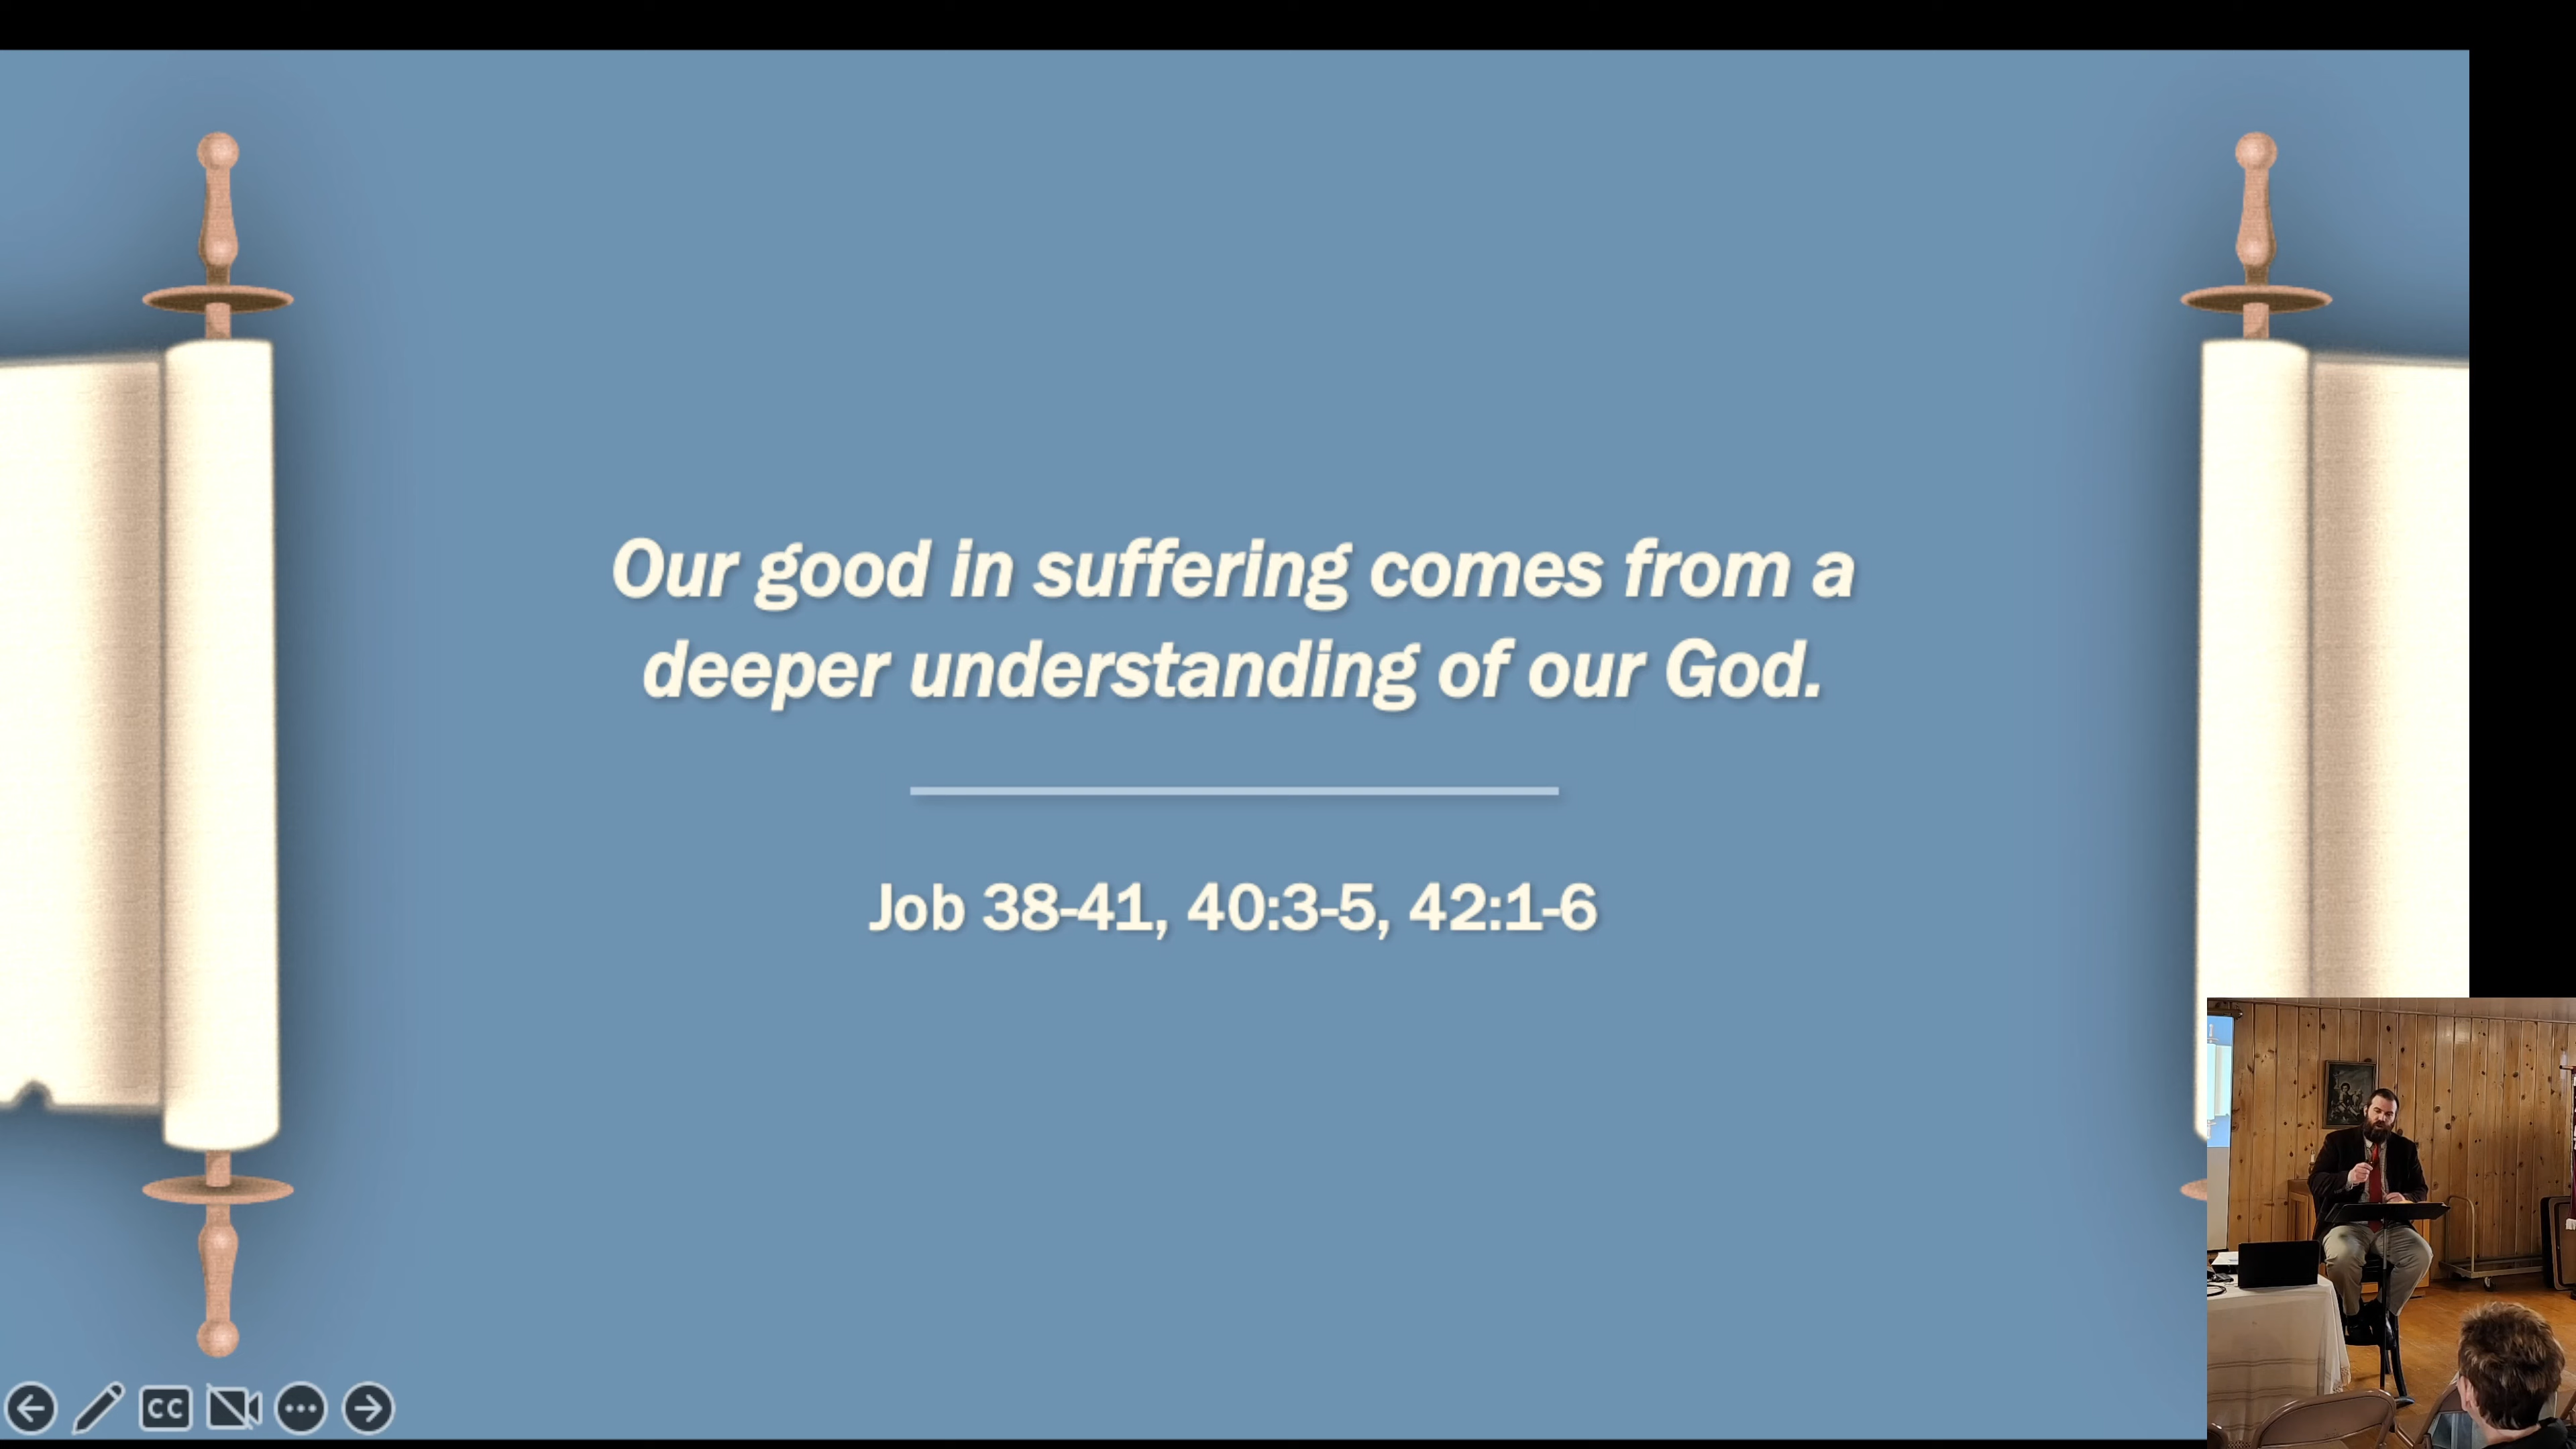 Our good in suffering comes from a
deeper understanding of our God.
Job 38-41, 40:3-5, 42:1-6
CC